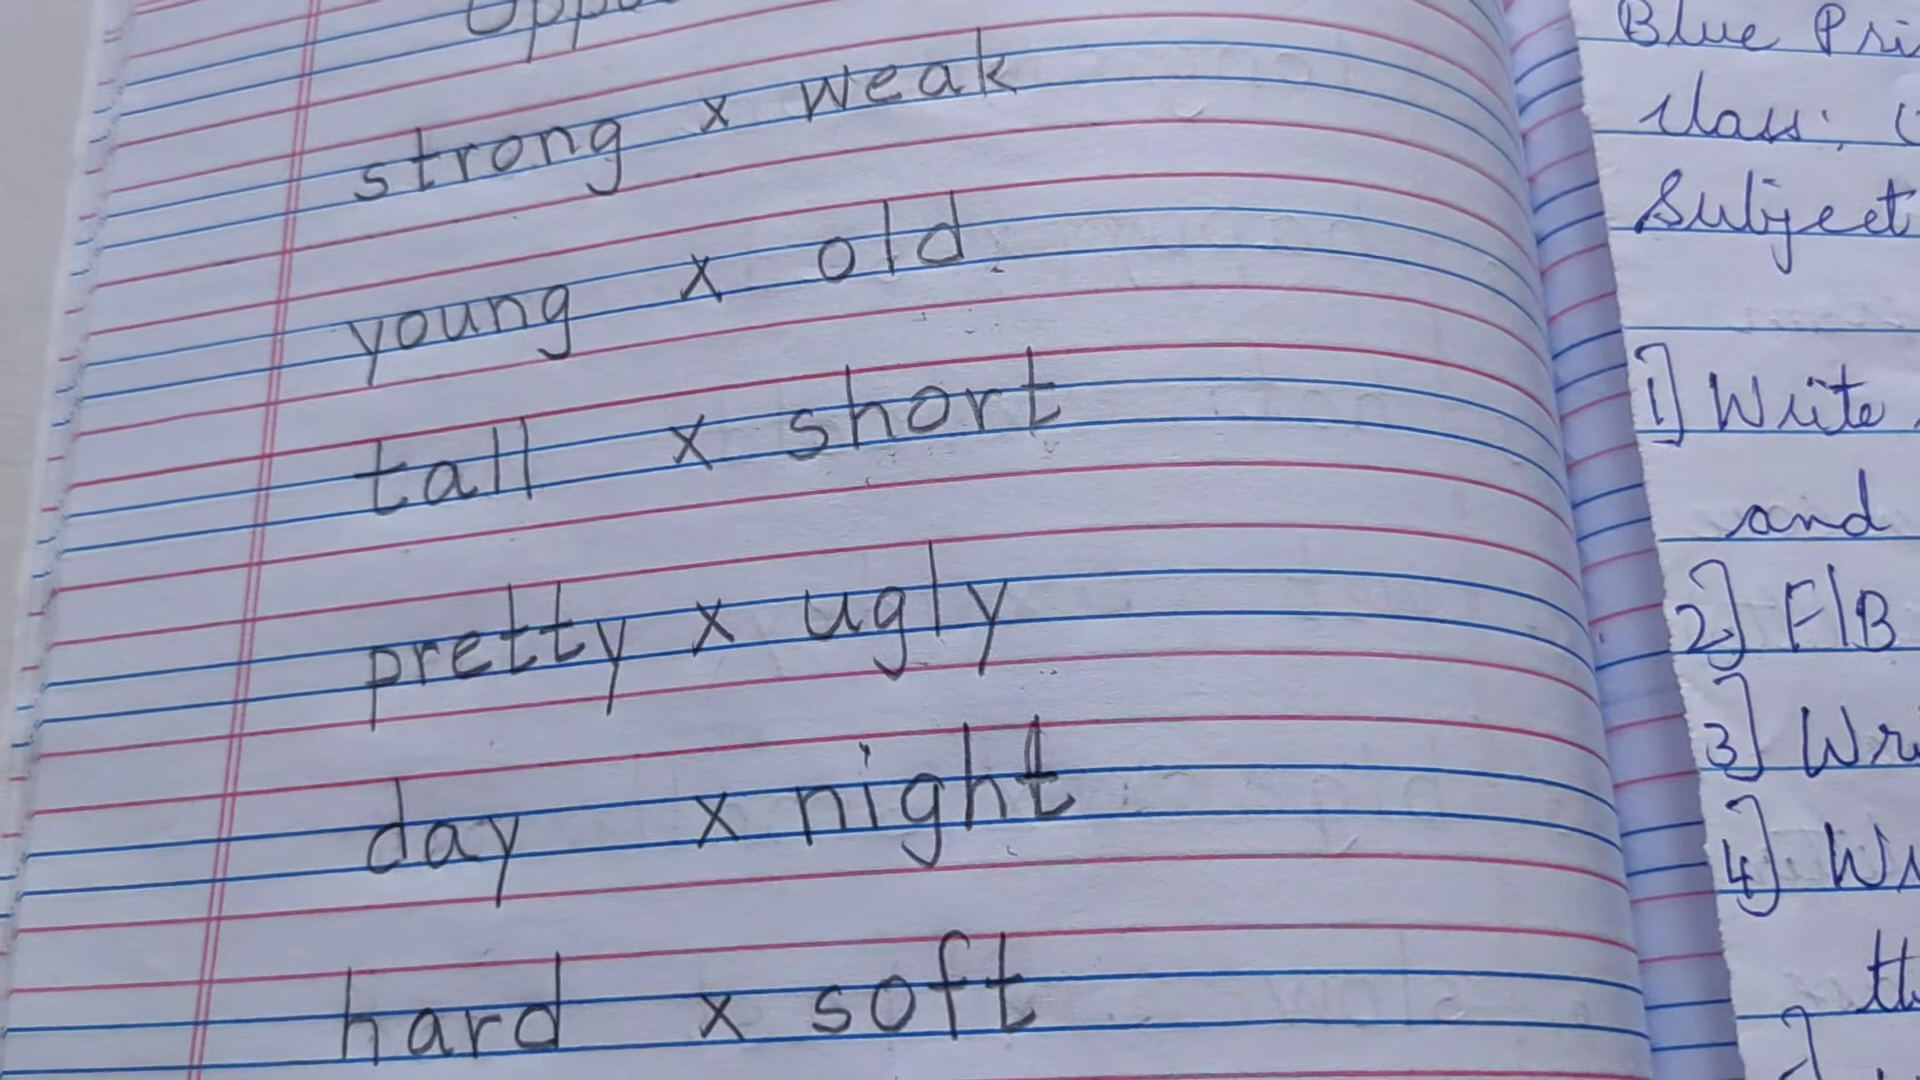 strong x weak
young x old
tall x short
pretty x ugly
day x night
hard x soft
Blue
Class:
Subject
1] Write
and
2] F/B
3]
4]